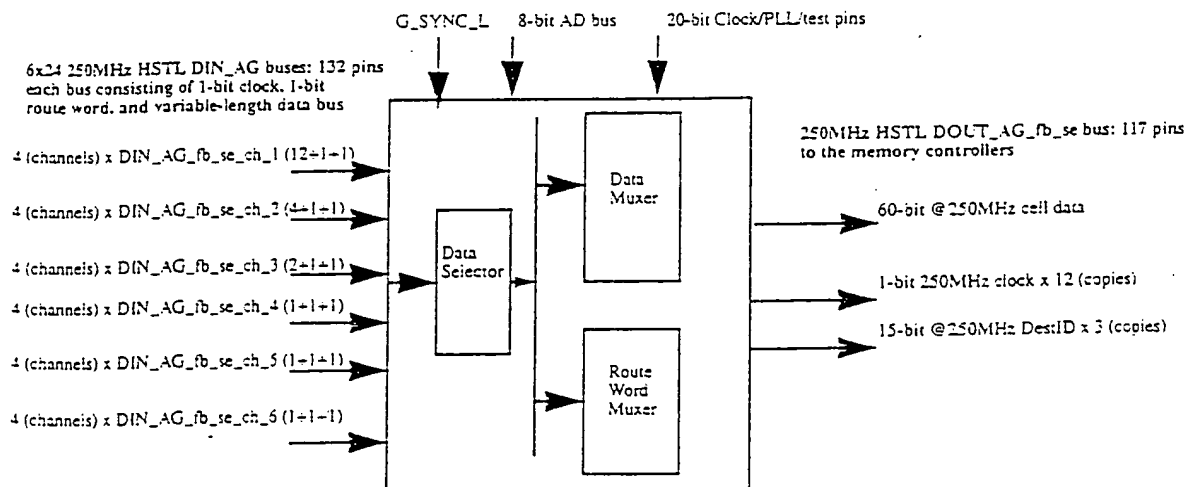 G_SYNC_L
8-bit AD bus
20-bit Clock/PLL/test pins
6x24 250MHz HSTL DIN_AG buses: 132 pins
each bus consisting of 1-bit clock, 1-bit
route word, and variable-length data bus
4 (channels) x DIN_AG_fb_se_ch_1 (12+1+1)
4 (channels) x DIN_AG_fb_se_ch_2 (4+1+1)
4 (channels) x DIN_AG_fb_se_ch_3 (2+1+1)
4 (channels) x DIN_AG_fb_se_ch_4 (1+1+1)
4 (channels) x DIN_AG_fb_se_ch_5 (1+1+1)
4 (channels) x DIN_AG_fb_se_ch_6 (1+1+1)
Data
Selector
Data
Muxer
Route
Word
Muxer
250MHz HSTL DOUT_AG_fb_se bus: 117 pins
to the memory controllers
60-bit @250MHz cell data
1-bit 250MHz clock x 12 (copies)
15-bit @250MHz DestID x 3 (copies)